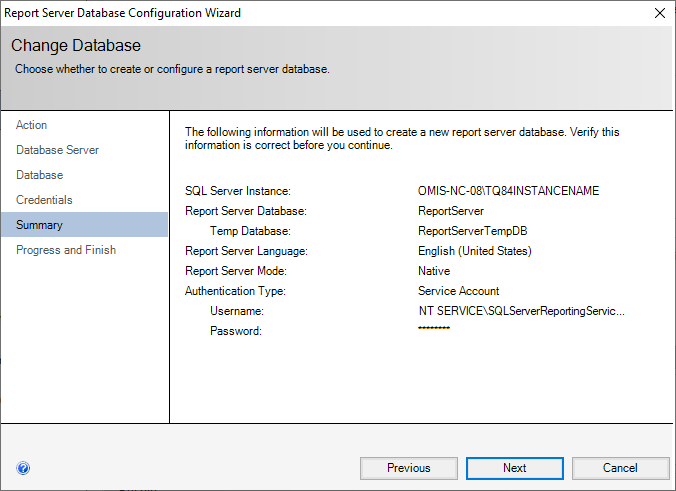 Report Server Database Configuration Wizard
Change Database
Choose whether to create or configure a report server database.
Action
Database Server
Database
Credentials
Summary
Progress and Finish
The following information will be used to create a new report server database. Verify this
information is correct before you continue.
SQL Server Instance: OMIS-NC-08\TQ84INSTANCENAME
Report Server Database: ReportServer
Temp Database: ReportServerTempDB
Report Server Language: English (United States)
Report Server Mode: Native
Authentication Type: Service Account
Username: NT SERVICE\SQLServerReportingServic...
Password: ********
Previous
Next
Cancel